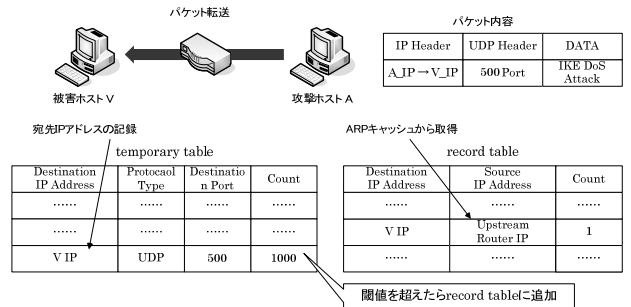 パケット転送
パケット内容
IP Header UDP Header DATA
A_IP→V_IP 500 Port IKE DoS Attack
被害ホスト V
攻撃ホスト A
宛先IPアドレスの記録
ARPキャッシュから取得
temporary table
Destination IP Address Protocaol Type Destinatio n Port Count
…… …… …… ……
…… …… …… ……
V IP UDP 500 1000
record table
Destination IP Address Source IP Address Count
…… …… ……
V IP Upstream Router IP 1
…… …… ……
閾値を超えたらrecord tableに追加